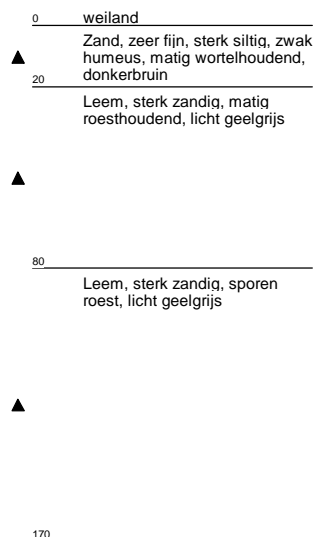 0 weiland
Zand, zeer fijn, sterk siltig, zwak
humeus, matig wortelhoudend,
donkerbruin
20
Leem, sterk zandig, matig
roesthoudend, licht geelgrijs
80
Leem, sterk zandig, sporen
roest, licht geelgrijs
170